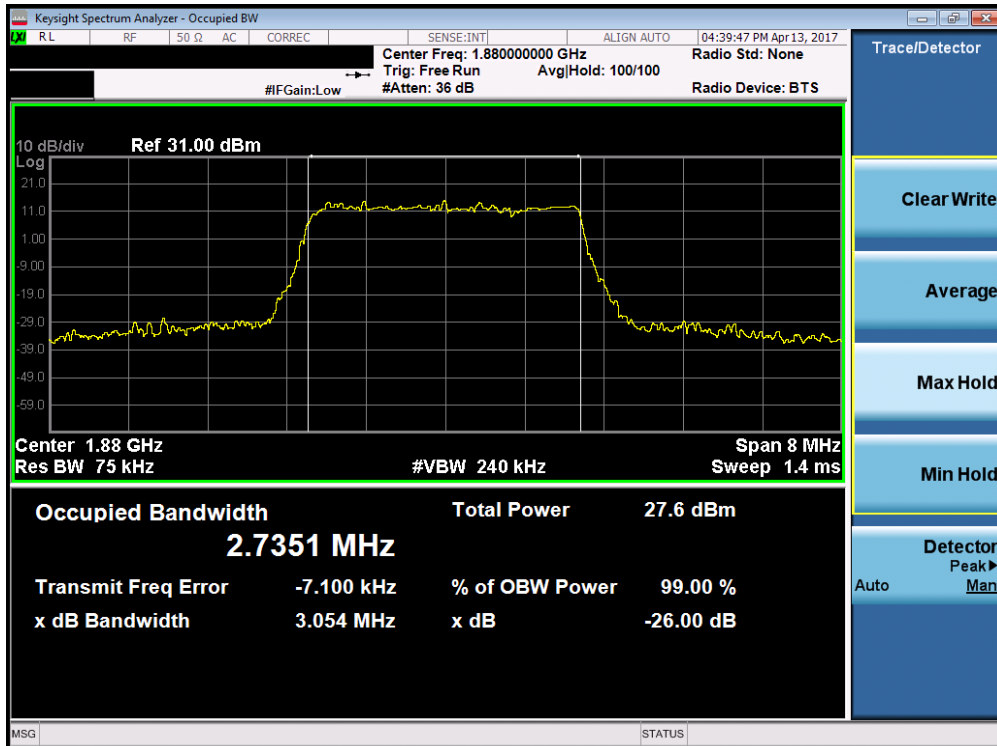 Keysight Spectrum Analyzer - Occupied BW
LXI RL RF 50 Ω AC CORREC SENSE:INT ALIGN AUTO 04:39:47 PM Apr 13, 2017
Center Freq: 1.880000000 GHz Radio Std: None
Trig: Free Run Avg|Hold: 100/100
#IFGain:Low #Atten: 36 dB Radio Device: BTS
10 dB/div Ref 31.00 dBm
Log
21.0
11.0
1.00
-9.00
-19.0
-29.0
-39.0
-49.0
-59.0
Center 1.88 GHz Span 8 MHz
Res BW 75 kHz #VBW 240 kHz Sweep 1.4 ms
Occupied Bandwidth Total Power 27.6 dBm
2.7351 MHz
Transmit Freq Error -7.100 kHz % of OBW Power 99.00 %
x dB Bandwidth 3.054 MHz x dB -26.00 dB
Trace/Detector
Clear Write
Average
Max Hold
Min Hold
Detector
Peak▶
Auto Man
MSG STATUS